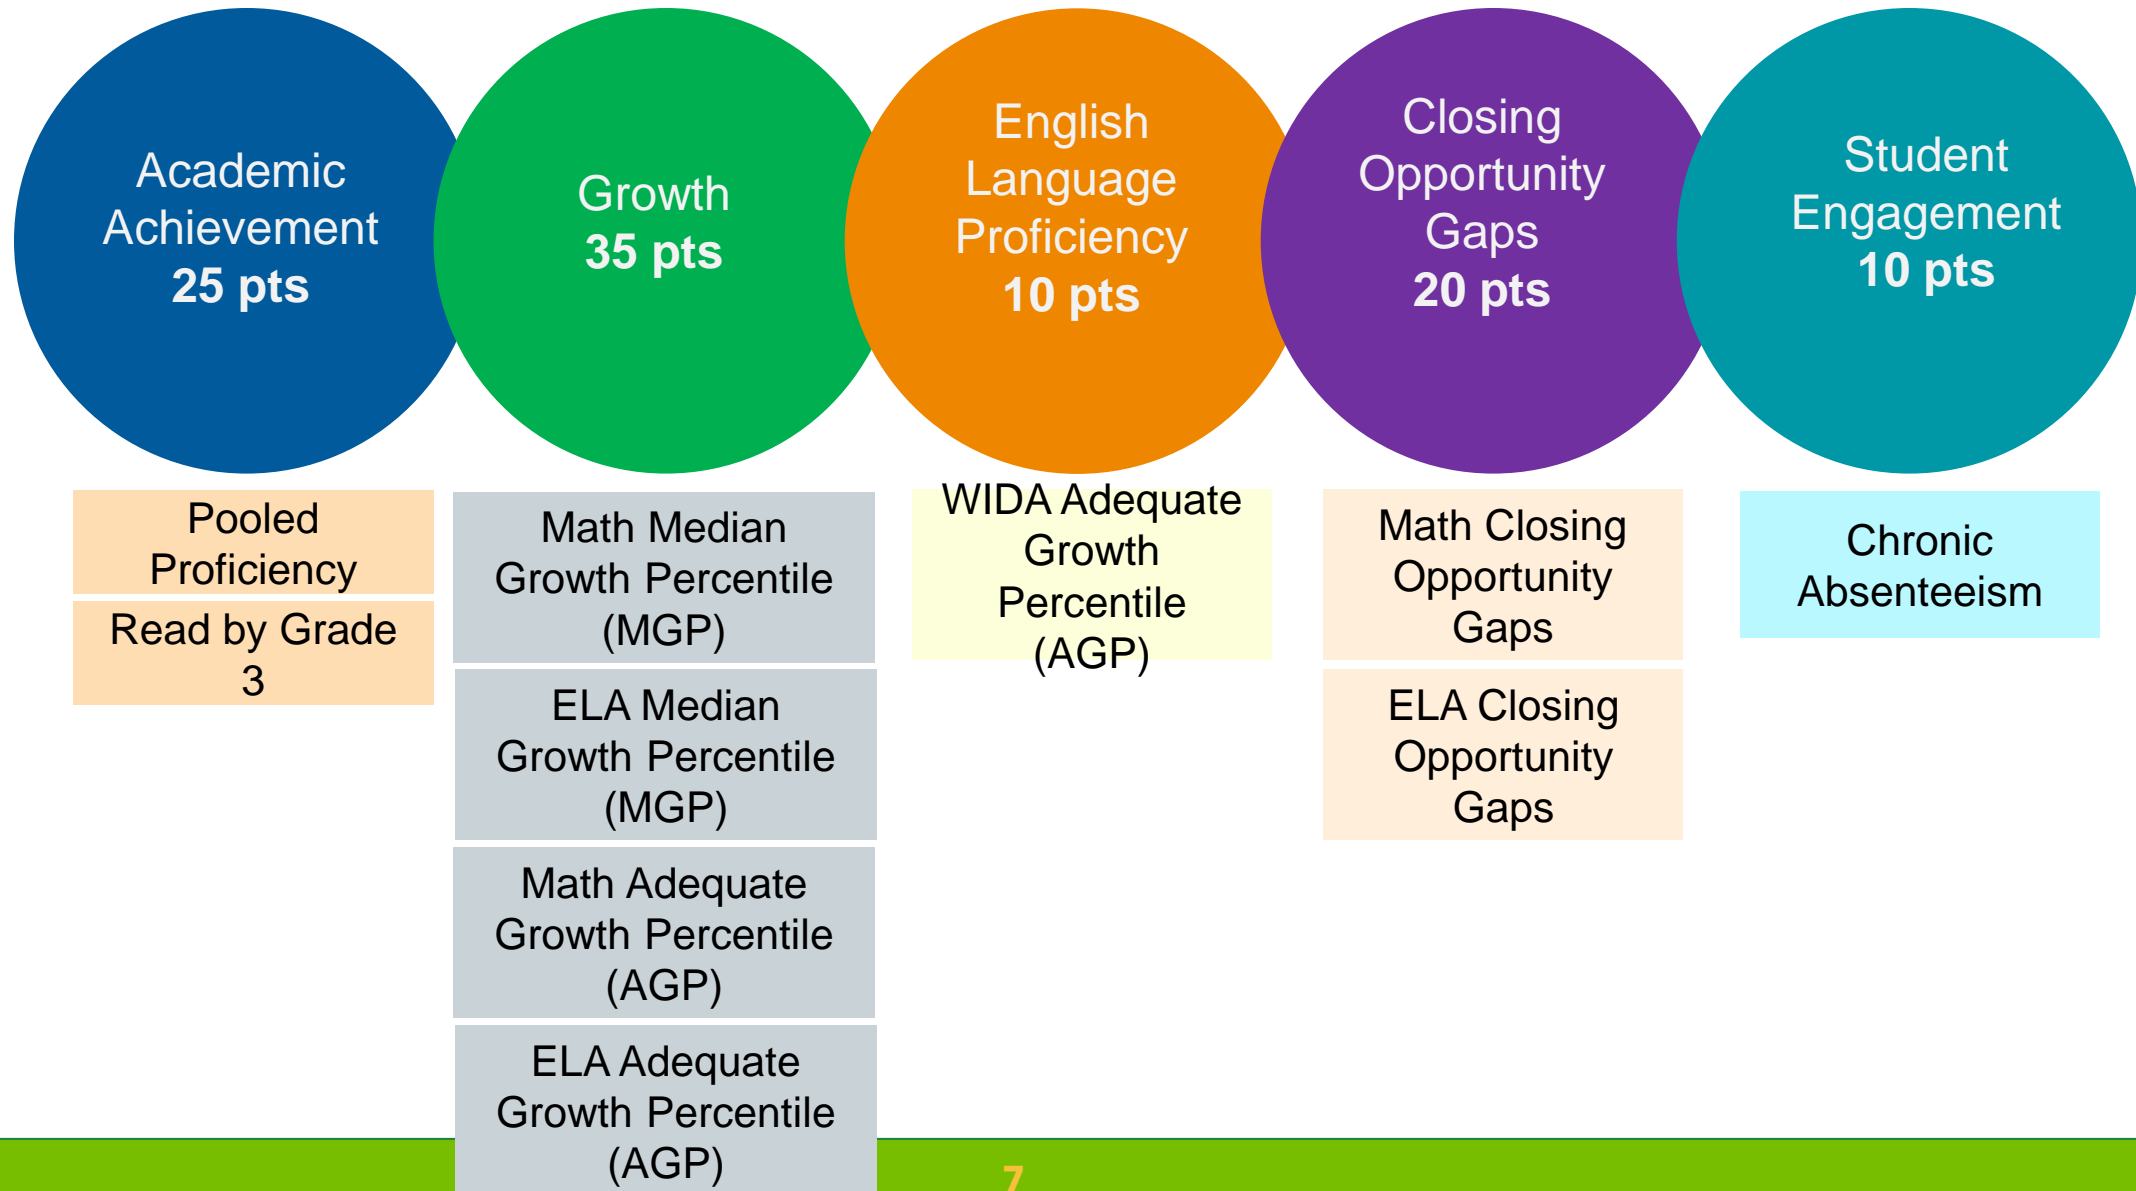 Academic
Achievement
25 pts
Growth
35 pts
English
Language
Proficiency
10 pts
Closing
Opportunity
Gaps
20 pts
Student
Engagement
10 pts
Pooled
Proficiency
Read by Grade
3
Math Median
Growth Percentile
(MGP)
ELA Median
Growth Percentile
(MGP)
Math Adequate
Growth Percentile
(AGP)
ELA Adequate
Growth Percentile
(AGP)
WIDA Adequate
Growth
Percentile
(AGP)
Math Closing
Opportunity
Gaps
ELA Closing
Opportunity
Gaps
Chronic
Absenteeism
7